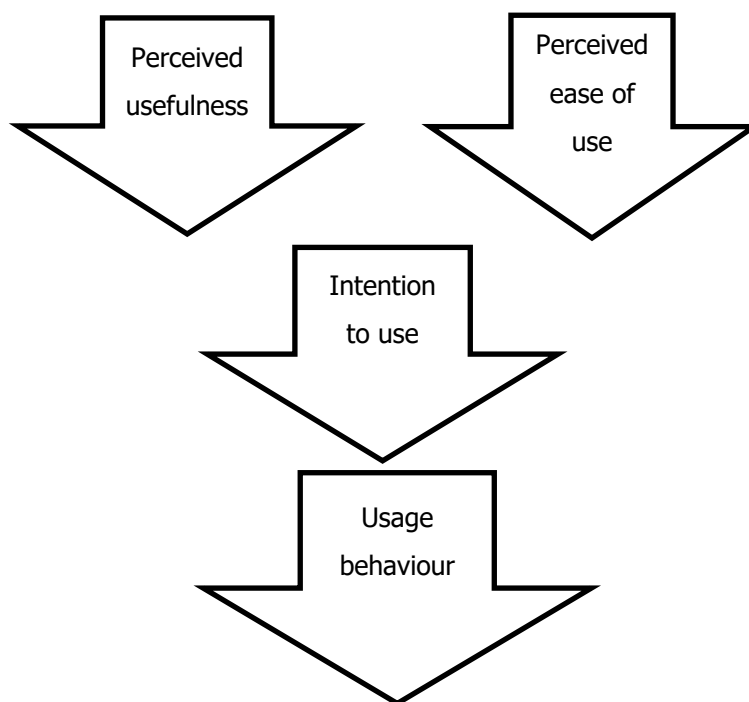 Perceived
usefulness
Perceived
ease of
use
Intention
to use
Usage
behaviour